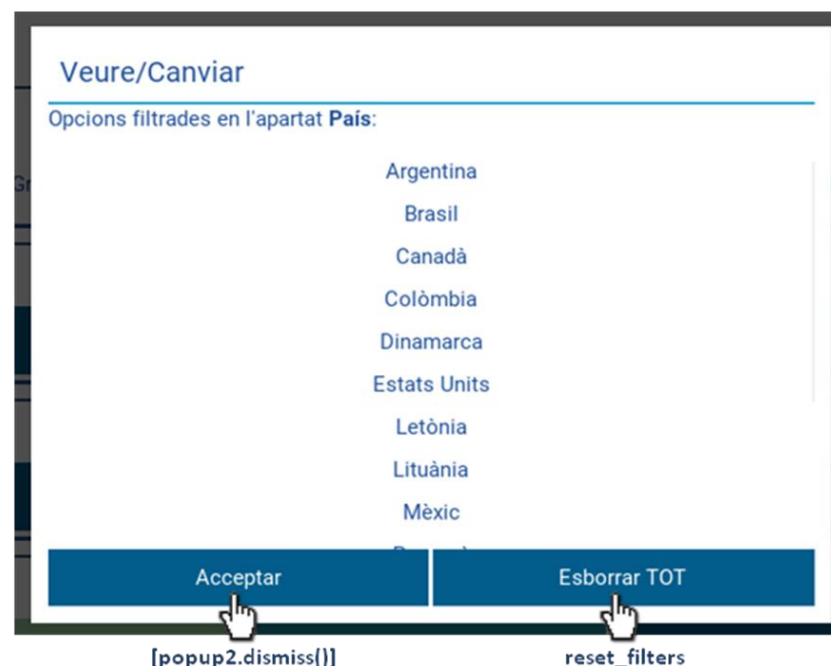 Veure/Canviar
Opcions filtrades en l'apartat País:
Argentina
Brasil
Canadà
Colòmbia
Dinamarca
Estats Units
Letònia
Lituània
Mèxic
Acceptar
Esborrar TOT
[popup2.dismiss()]
reset_filters